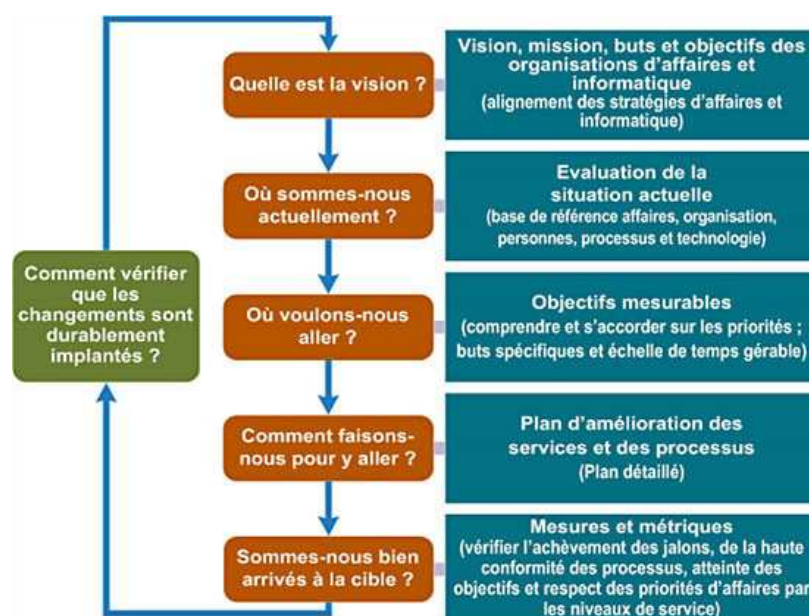 Quelle est la vision ?
Vision, mission, buts et objectifs des
organisations d'affaires et
informatique
(alignement des stratégies d'affaires et
informatique)
Où sommes-nous
actuellement ?
Evaluation de la
situation actuelle
(base de référence affaires, organisation,
personnes, processus et technologie)
Comment vérifier
que les
changements sont
durablement
implantés ?
Où voulons-nous
aller ?
Objectifs mesurables
(comprendre et s'accorder sur les priorités ;
buts spécifiques et échelle de temps gérable)
Comment faisons-
nous pour y aller ?
Plan d'amélioration des
services et des processus
(Plan détaillé)
Sommes-nous bien
arrivés à la cible ?
Mesures et métriques
(vérifier l'achèvement des jalons, de la haute
conformité des processus, atteinte des
objectifs et respect des priorités d'affaires par
les niveaux de service)